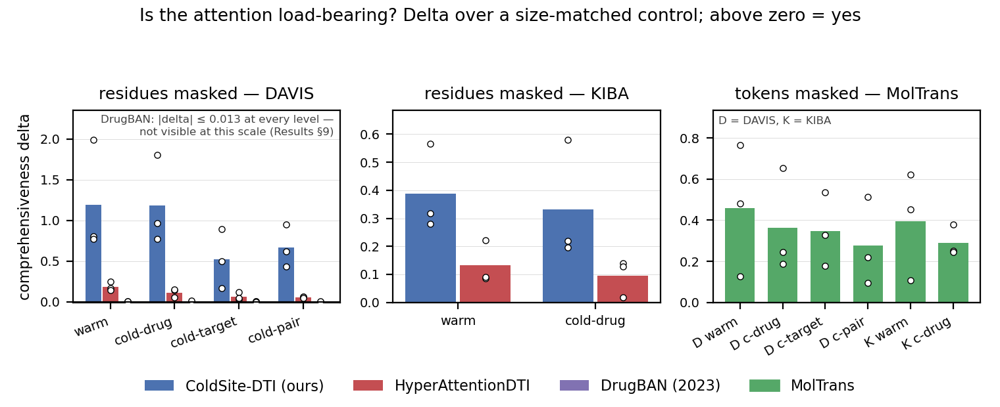 Is the attention load-bearing? Delta over a size-matched control; above zero = yes
residues masked — DAVIS
comprehensiveness delta
DrugBAN: |delta| ≤ 0.013 at every level —
not visible at this scale (Results §9)
2.0
1.5
1.0
0.5
0.0
warm
cold-drug
cold-target
cold-pair
residues masked — KIBA
0.6
0.5
0.4
0.3
0.2
0.1
0.0
warm
cold-drug
tokens masked — MolTrans
D = DAVIS, K = KIBA
0.8
0.6
0.4
0.2
0.0
D warm
D c-drug
D c-target
D c-pair
K warm
K c-drug
ColdSite-DTI (ours)
HyperAttentionDTI
DrugBAN (2023)
MolTrans